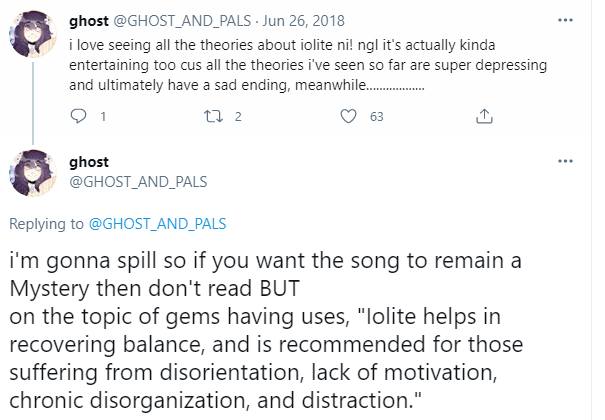 ghost @GHOST_AND_PALS · Jun 26, 2018
i love seeing all the theories about iolite ni! ngl it's actually kinda
entertaining too cus all the theories i've seen so far are super depressing
and ultimately have a sad ending, meanwhile..................
1 2 63
ghost
@GHOST_AND_PALS
Replying to @GHOST_AND_PALS
i'm gonna spill so if you want the song to remain a
Mystery then don't read BUT
on the topic of gems having uses, "Iolite helps in
recovering balance, and is recommended for those
suffering from disorientation, lack of motivation,
chronic disorganization, and distraction."